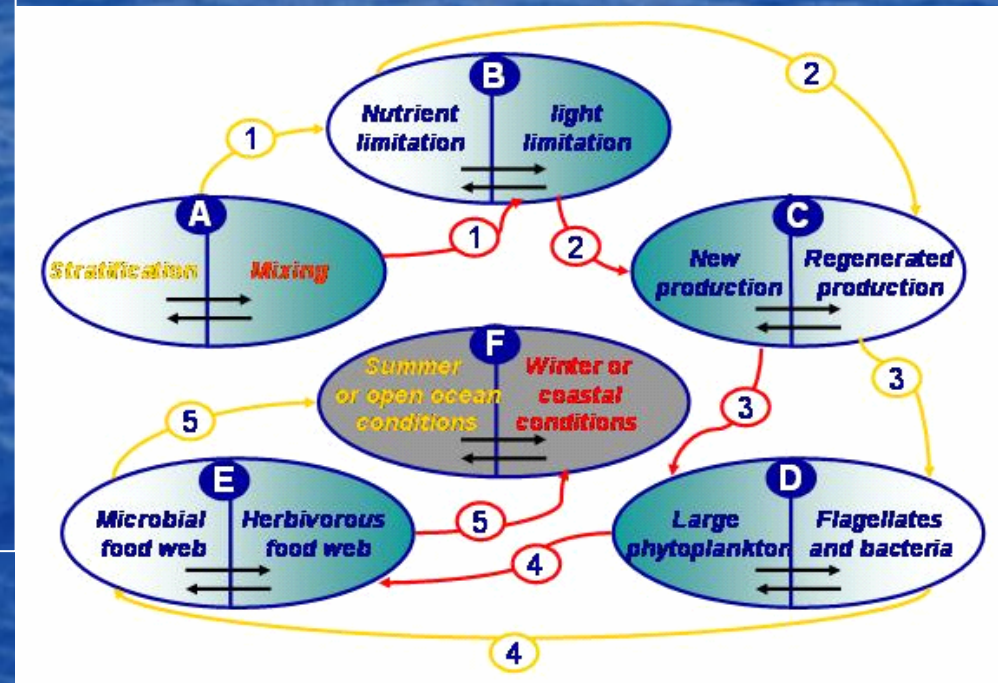 B
Nutrient
limitation
light
limitation
2
1
A
Stratification
Mixing
1
2
C
New
production
Regenerated
production
F
Summer
or open ocean
conditions
Winter or
coastal
conditions
3
3
5
E
Microbial
food web
Herbivorous
food web
5
D
Large
phytoplankton
Flagellates
and bacteria
4
4